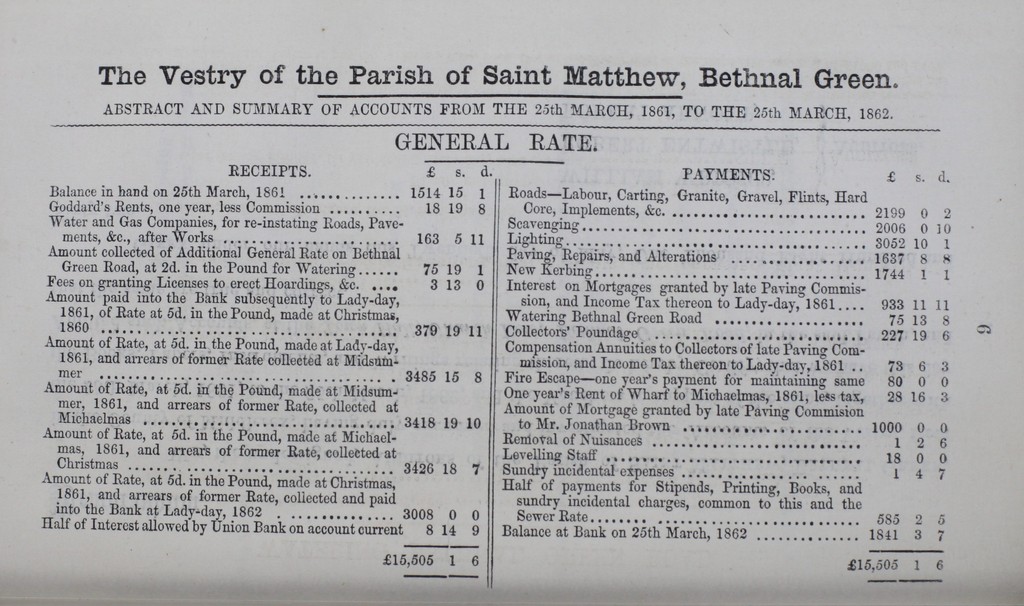 The Vestry of the Parish of Saint Matthew, Bethnal Green.
ABSTRACT AND SUMMARY OF ACCOUNTS FROM THE 25th MARCH, 1861, TO THE 25th MARCH, 1862.
GENERAL RATE.
RECEIPTS. £ s. d.
Balance in hand on 25th March, 1861 .............. 1514 15 1
Goddard's Rents, one year, less Commission .......... 18 19 8
Water and Gas Companies, for re-instating Roads, Pave-
ments, &c., after Works ........................ 163 5 11
Amount collected of Additional General Rate on Bethnal
Green Road, at 2d. in the Pound for Watering...... 75 19 1
Fees on granting Licenses to erect Hoardings, &c. .... 3 13 0
Amount paid into the Bank subsequently to Lady-day,
1861, of Rate at 5d. in the Pound, made at Christmas,
1860 ........................................ 379 19 11
Amount of Rate, at 5d. in the Pound, made at Lady-day,
1861, and arrears of former Rate collected at Midsum-
mer ........................................ 3485 15 8
Amount of Rate, at 5d. in the Pound, made at Midsum-
mer, 1861, and arrears of former Rate, collected at
Michaelmas .................................. 3418 19 10
Amount of Rate, at 5d. in the Pound, made at Michael-
mas, 1861, and arrears of former Rate, collected at
Christmas .................................... 3426 18 7
Amount of Rate, at 5d. in the Pound, made at Christmas,
1861, and arrears of former Rate, collected and paid
into the Bank at Lady-day, 1862 ................ 3008 0 0
Half of Interest allowed by Union Bank on account current 8 14 9
£15,505 1 6
PAYMENTS. £ s. d.
Roads—Labour, Carting, Granite, Gravel, Flints, Hard
Core, Implements, &c. .......................... 2199 0 2
Scavenging........................................ 2006 0 10
Lighting.......................................... 3052 10 1
Paving, Repairs, and Alterations .................... 1637 8 8
New Kerbing...................................... 1744 1 1
Interest on Mortgages granted by late Paving Commis-
sion, and Income Tax thereon to Lady-day, 1861.... 933 11 11
Watering Bethnal Green Road ...................... 75 13 8
Collectors' Poundage .............................. 227 19 6
Compensation Annuities to Collectors of late Paving Com-
mission, and Income Tax thereon to Lady-day, 1861 .. 73 6 3
Fire Escape—one year's payment for maintaining same 80 0 0
One year's Rent of Wharf to Michaelmas, 1861, less tax, 28 16 3
Amount of Mortgage granted by late Paving Commision
to Mr. Jonathan Brown ........................ 1000 0 0
Removal of Nuisances .............................. 1 2 6
Levelling Staff .................................... 18 0 0
Sundry incidental expenses .......................... 1 4 7
Half of payments for Stipends, Printing, Books, and
sundry incidental charges, common to this and the
Sewer Rate...................................... 585 2 5
Balance at Bank on 25th March, 1862 .............. 1841 3 7
£15,505 1 6
6